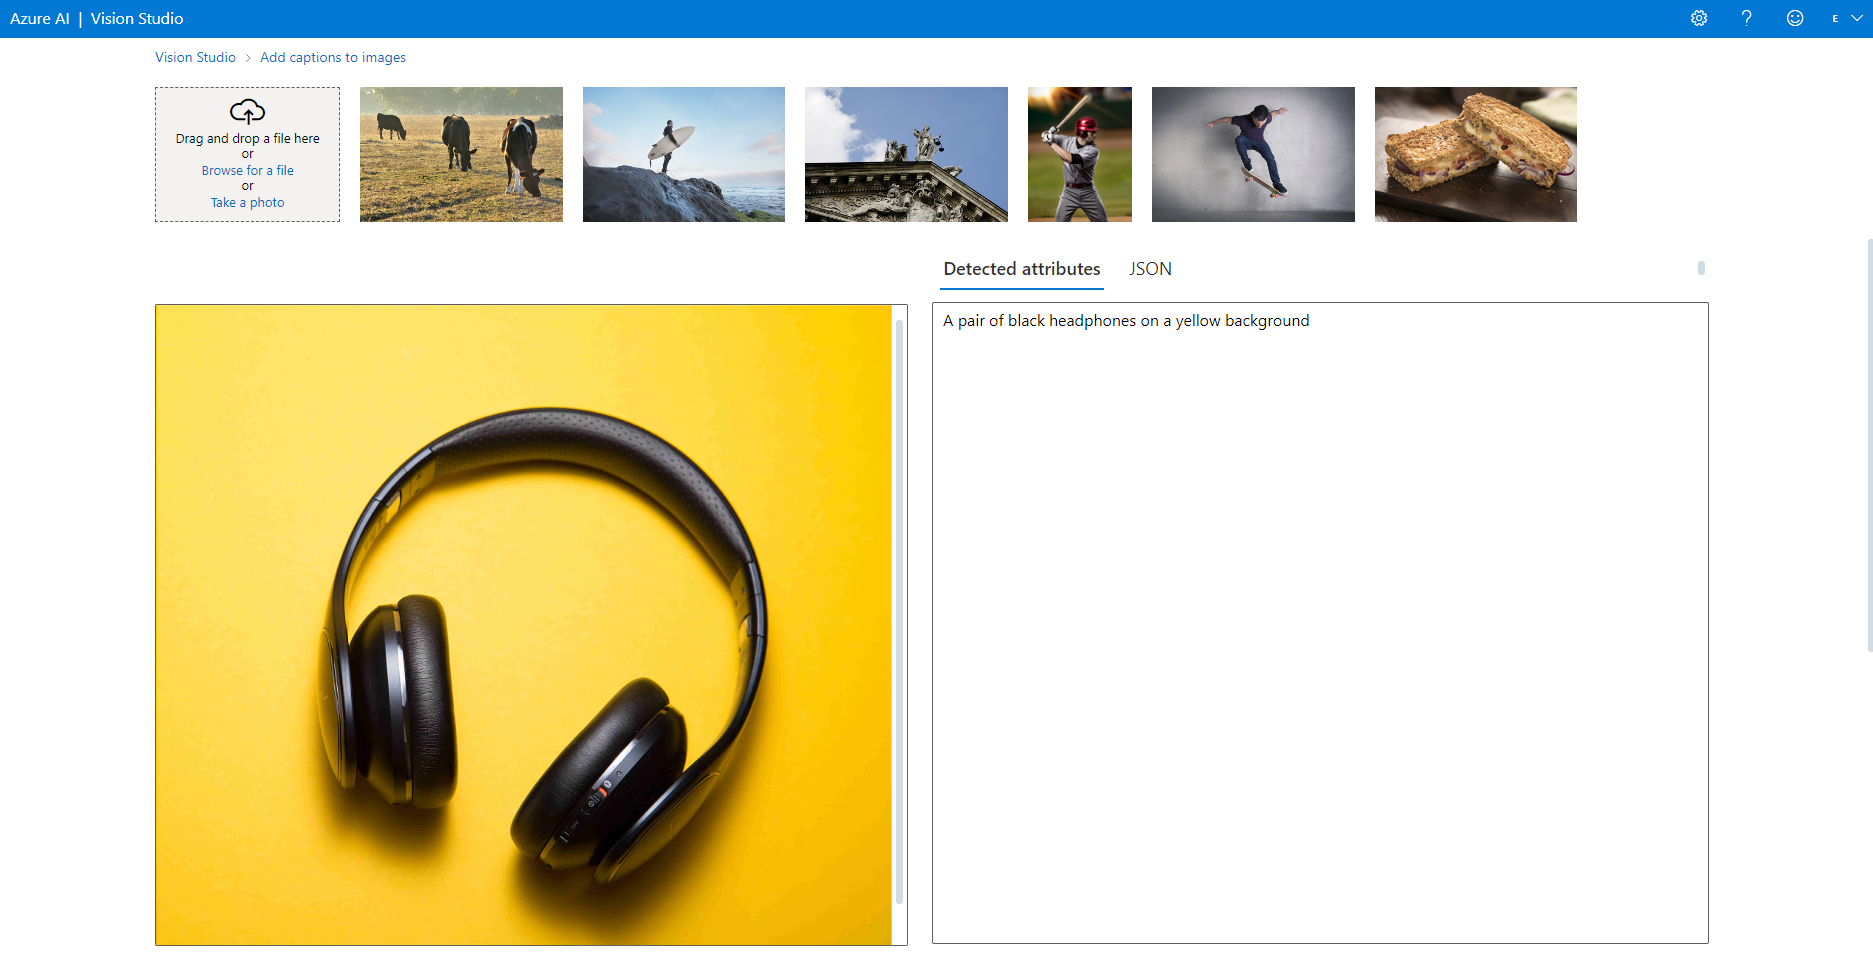 Azure AI | Vision Studio
E
Vision Studio > Add captions to images
Drag and drop a file here
or
Browse for a file
or
Take a photo
Detected attributes
JSON
A pair of black headphones on a yellow background